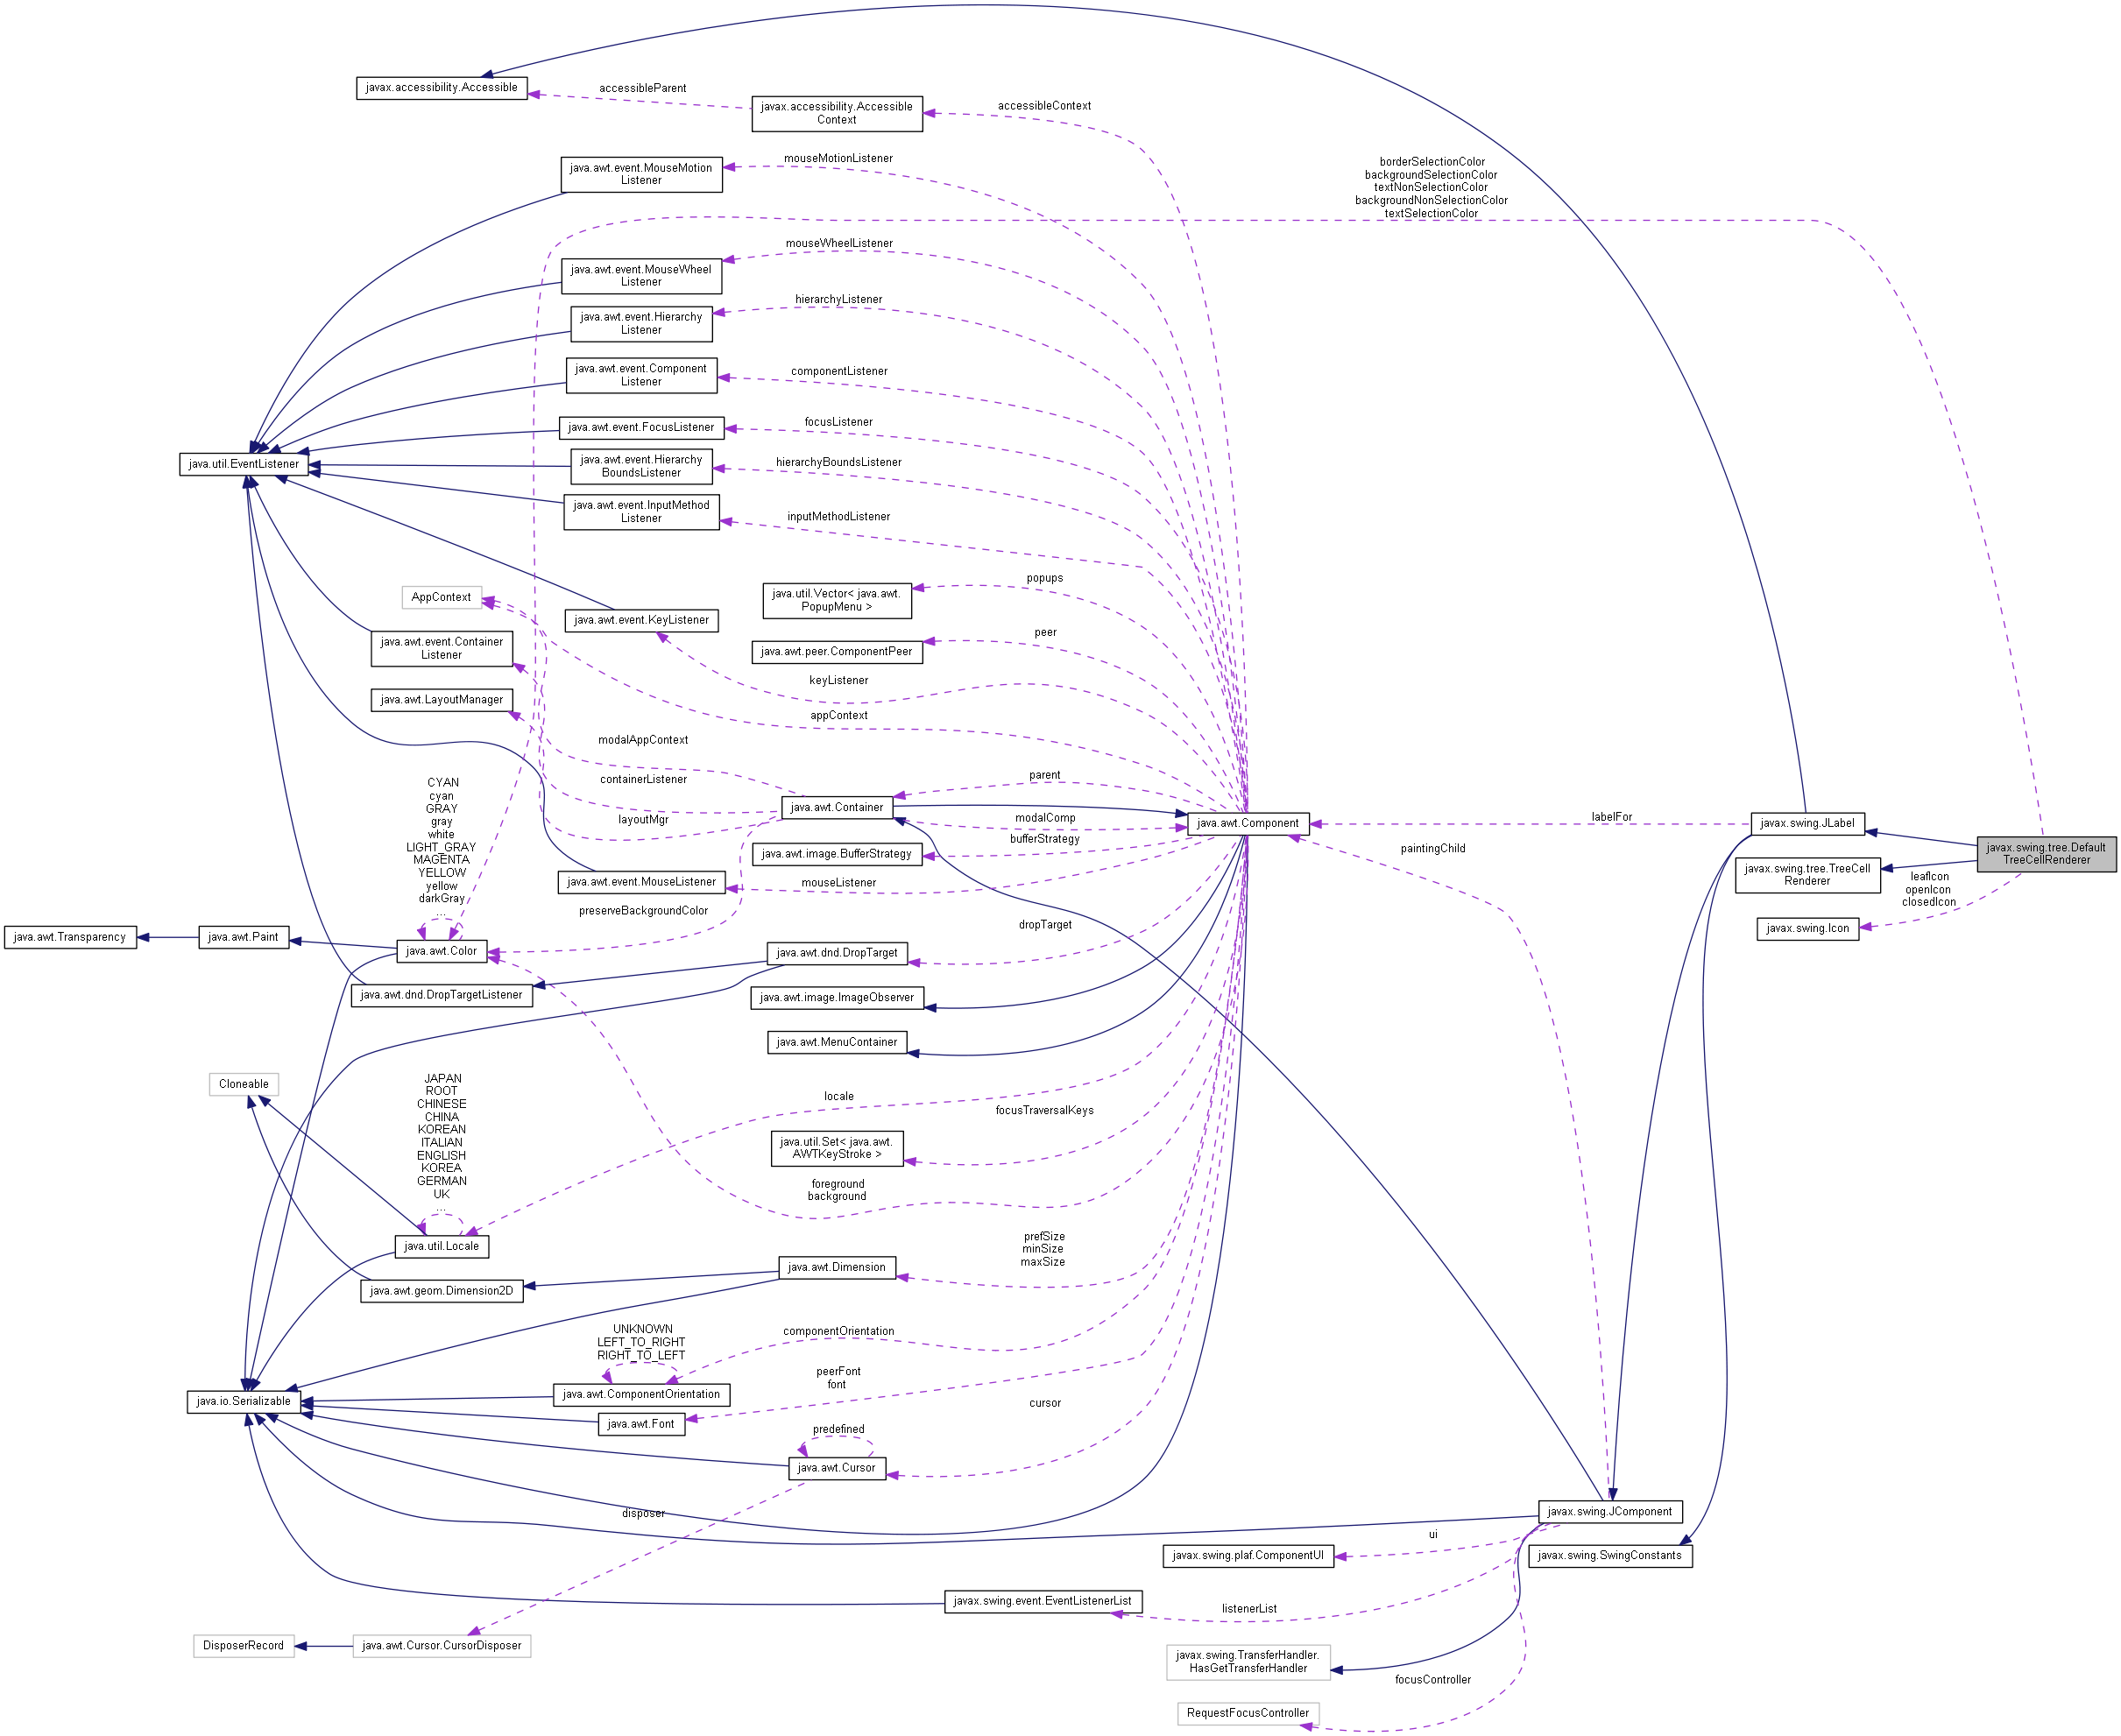 javax.accessibility.Accessible
accessibleParent
javax.accessibility.Accessible
Context
accessibleContext
java.awt.event.MouseMotion
Listener
mouseMotionListener
borderSelectionColor
backgroundSelectionColor
textNonSelectionColor
backgroundNonSelectionColor
textSelectionColor
java.awt.event.MouseWheel
Listener
mouseWheelListener
java.awt.event.Hierarchy
Listener
hierarchyListener
java.awt.event.Component
Listener
componentListener
java.awt.event.FocusListener
focusListener
java.util.EventListener
java.awt.event.Hierarchy
BoundsListener
hierarchyBoundsListener
java.awt.event.InputMethod
Listener
inputMethodListener
AppContext
java.util.Vector< java.awt.
PopupMenu >
popups
java.awt.event.KeyListener
java.awt.event.Container
Listener
java.awt.peer.ComponentPeer
peer
keyListener
java.awt.LayoutManager
appContext
modalAppContext
containerListener
layoutMgr
parent
java.awt.Container
modalComp
bufferStrategy
java.awt.Component
labelFor
javax.swing.JLabel
paintingChild
javax.swing.tree.Default
TreeCellRenderer
CYAN
cyan
GRAY
gray
white
LIGHT_GRAY
MAGENTA
YELLOW
yellow
darkGray
...
java.awt.image.BufferStrategy
java.awt.event.MouseListener
mouseListener
javax.swing.tree.TreeCell
Renderer
leafIcon
openIcon
closedIcon
javax.swing.Icon
preserveBackgroundColor
dropTarget
java.awt.Transparency
java.awt.Paint
java.awt.Color
java.awt.dnd.DropTarget
java.awt.dnd.DropTargetListener
java.awt.image.ImageObserver
java.awt.MenuContainer
Cloneable
JAPAN
ROOT
CHINESE
CHINA
KOREAN
ITALIAN
ENGLISH
KOREA
GERMAN
UK
...
locale
focusTraversalKeys
java.util.Set< java.awt.
AWTKeyStroke >
foreground
background
java.util.Locale
java.awt.geom.Dimension2D
java.awt.Dimension
prefSize
minSize
maxSize
UNKNOWN
LEFT_TO_RIGHT
RIGHT_TO_LEFT
componentOrientation
java.io.Serializable
java.awt.ComponentOrientation
peerFont
font
java.awt.Font
cursor
predefined
java.awt.Cursor
disposer
javax.swing.JComponent
ui
javax.swing.plaf.ComponentUI
javax.swing.SwingConstants
javax.swing.event.EventListenerList
listenerList
DisposerRecord
java.awt.Cursor.CursorDisposer
javax.swing.TransferHandler.
HasGetTransferHandler
focusController
RequestFocusController